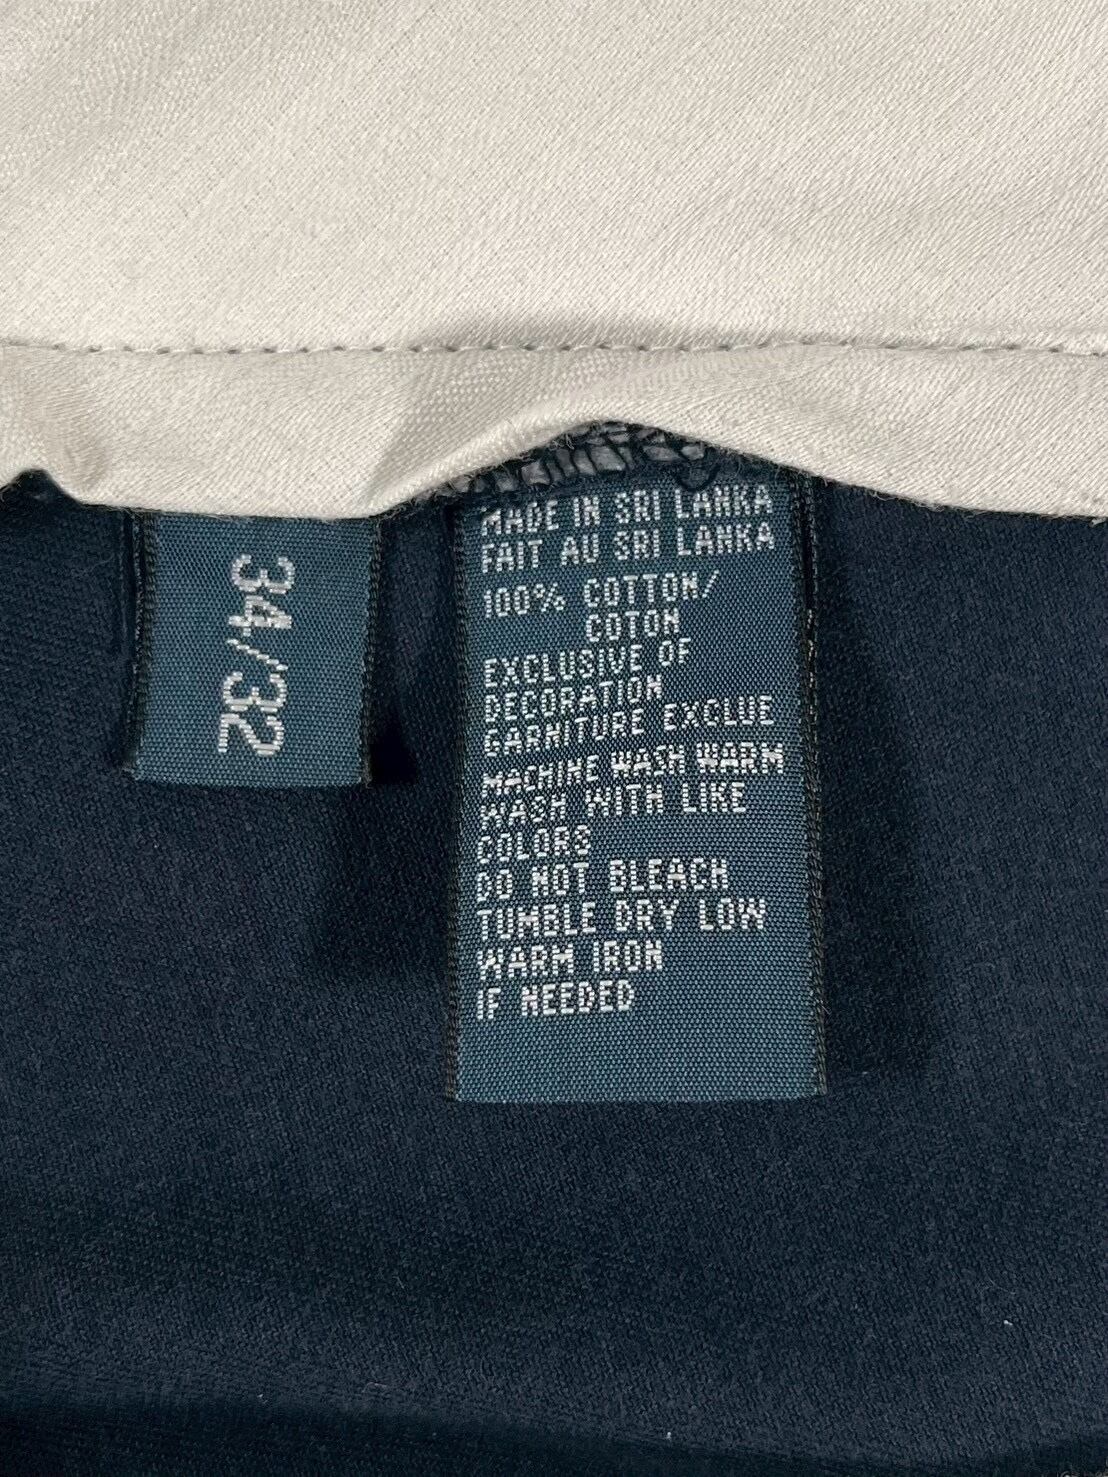 34/32
MADE IN SRI LANKA
FAIT AU SRI LANKA
100% COTTON/
COTON
EXCLUSIVE OF
DECORATION
GARNITURE EXCLUE
MACHINE WASH WARM
WASH WITH LIKE
COLORS
DO NOT BLEACH
TUMBLE DRY LOW
WARM IRON
IF NEEDED